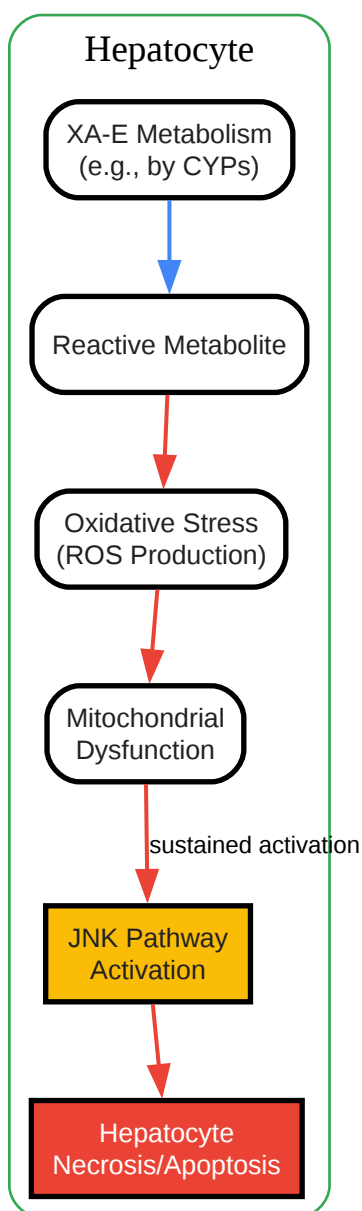 Hepatocyte
XA-E Metabolism
(e.g., by CYPs)
Reactive Metabolite
Oxidative Stress
(ROS Production)
Mitochondrial
Dysfunction
sustained activation
JNK Pathway
Activation
Hepatocyte
Necrosis/Apoptosis